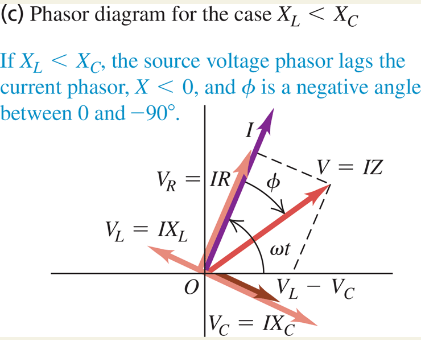 (c) Phasor diagram for the case X_L < X_C
If X_L < X_C, the source voltage phasor lags the
current phasor, X < 0, and ϕ is a negative angle
between 0 and −90°.
I
V = IZ
V_R = IR
ϕ
V_L = IX_L
ωt
O
V_L − V_C
V_C = IX_C